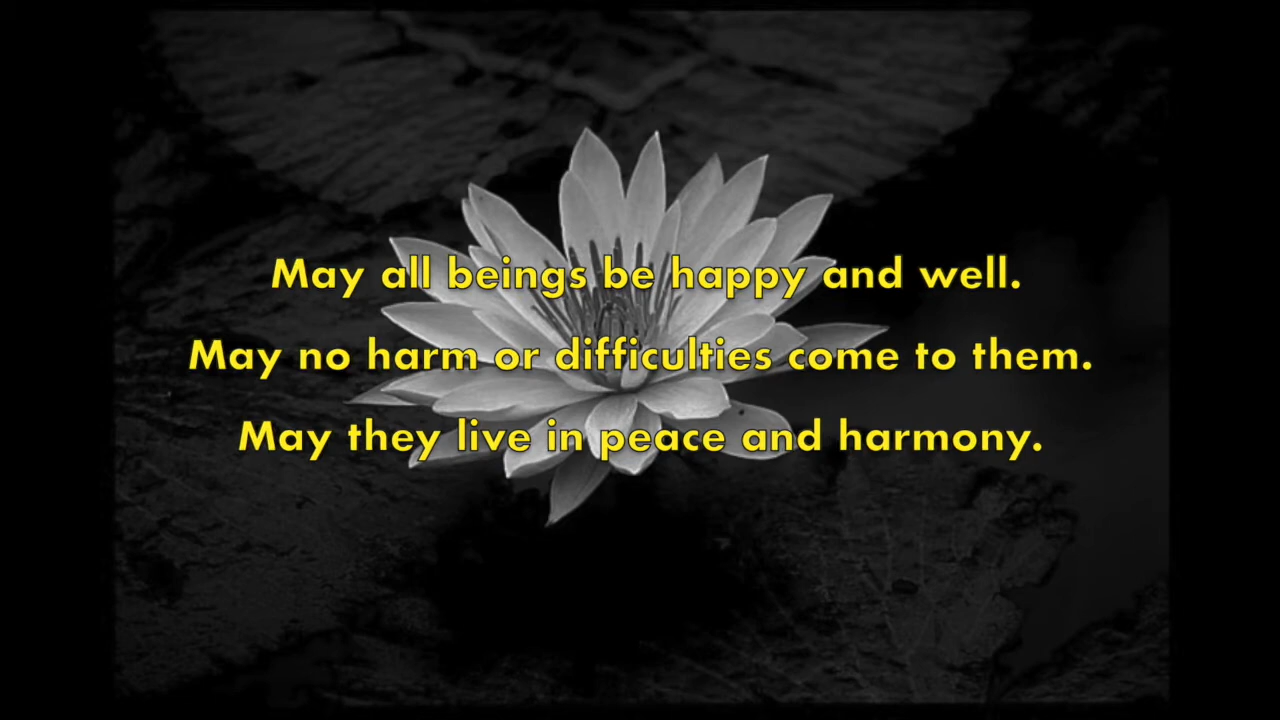 May all beings be happy and well.
May no harm or difficulties come to them.
May they live in peace and harmony.